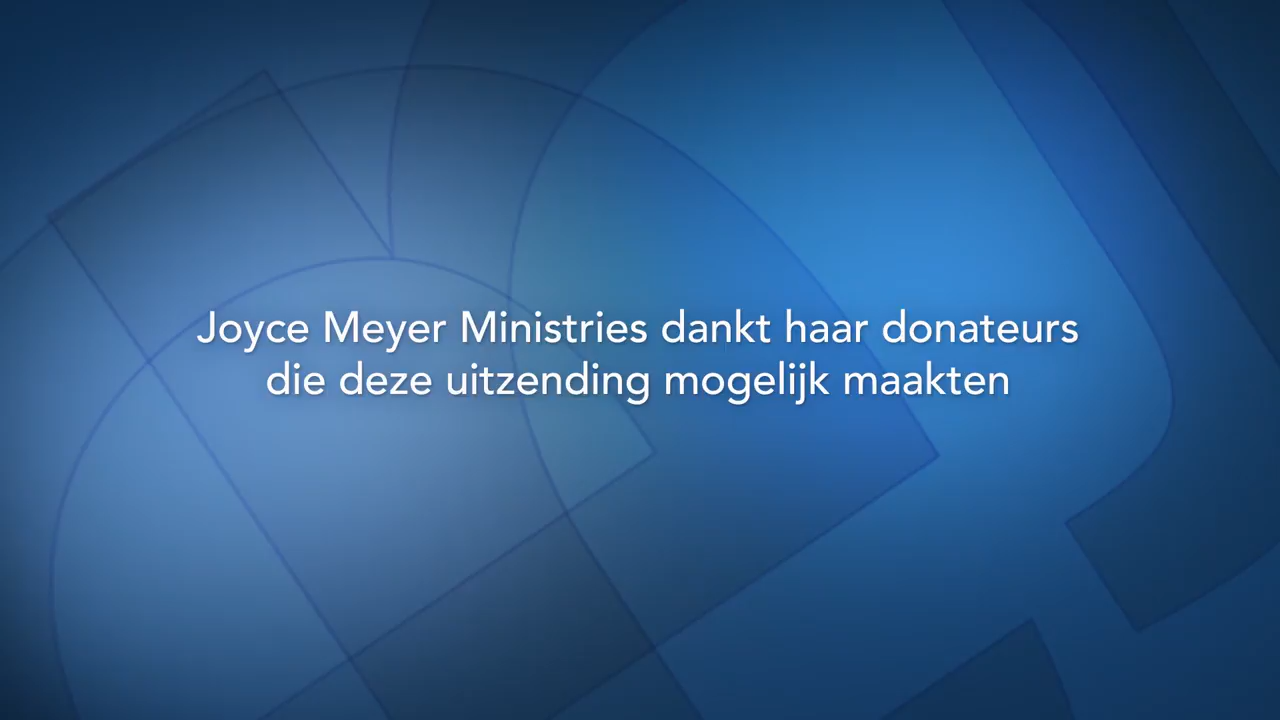 Joyce Meyer Ministries dankt haar donateurs
die deze uitzending mogelijk maakten